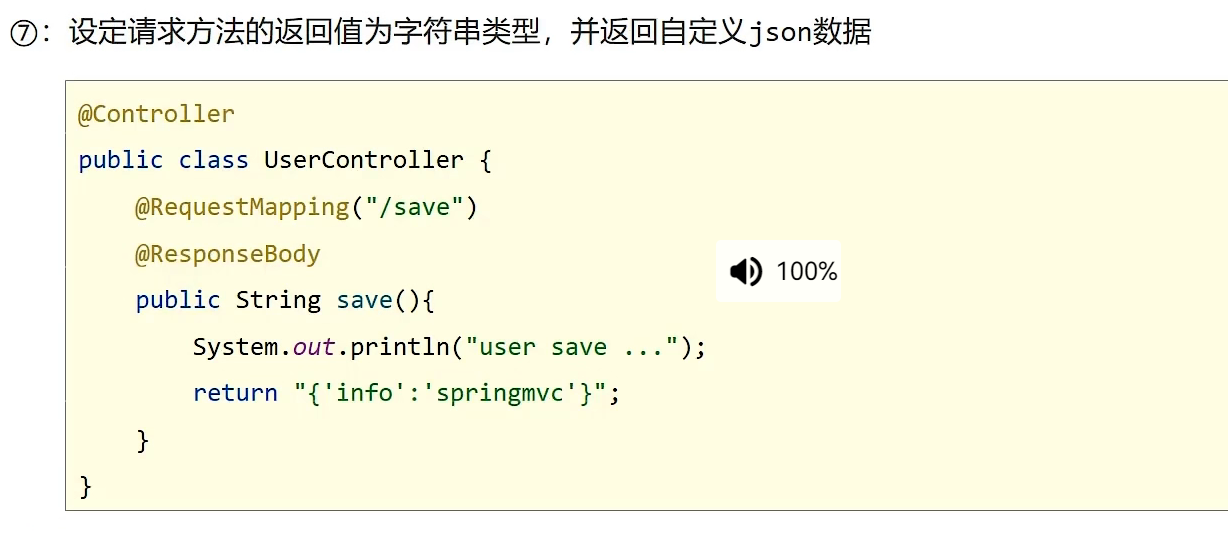 ⑦：设定请求方法的返回值为字符串类型，并返回自定义json数据
@Controller
public class UserController {
    @RequestMapping("/save")
    @ResponseBody
    public String save(){
        System.out.println("user save ...");
        return "{'info':'springmvc'}";
    }
}
100%